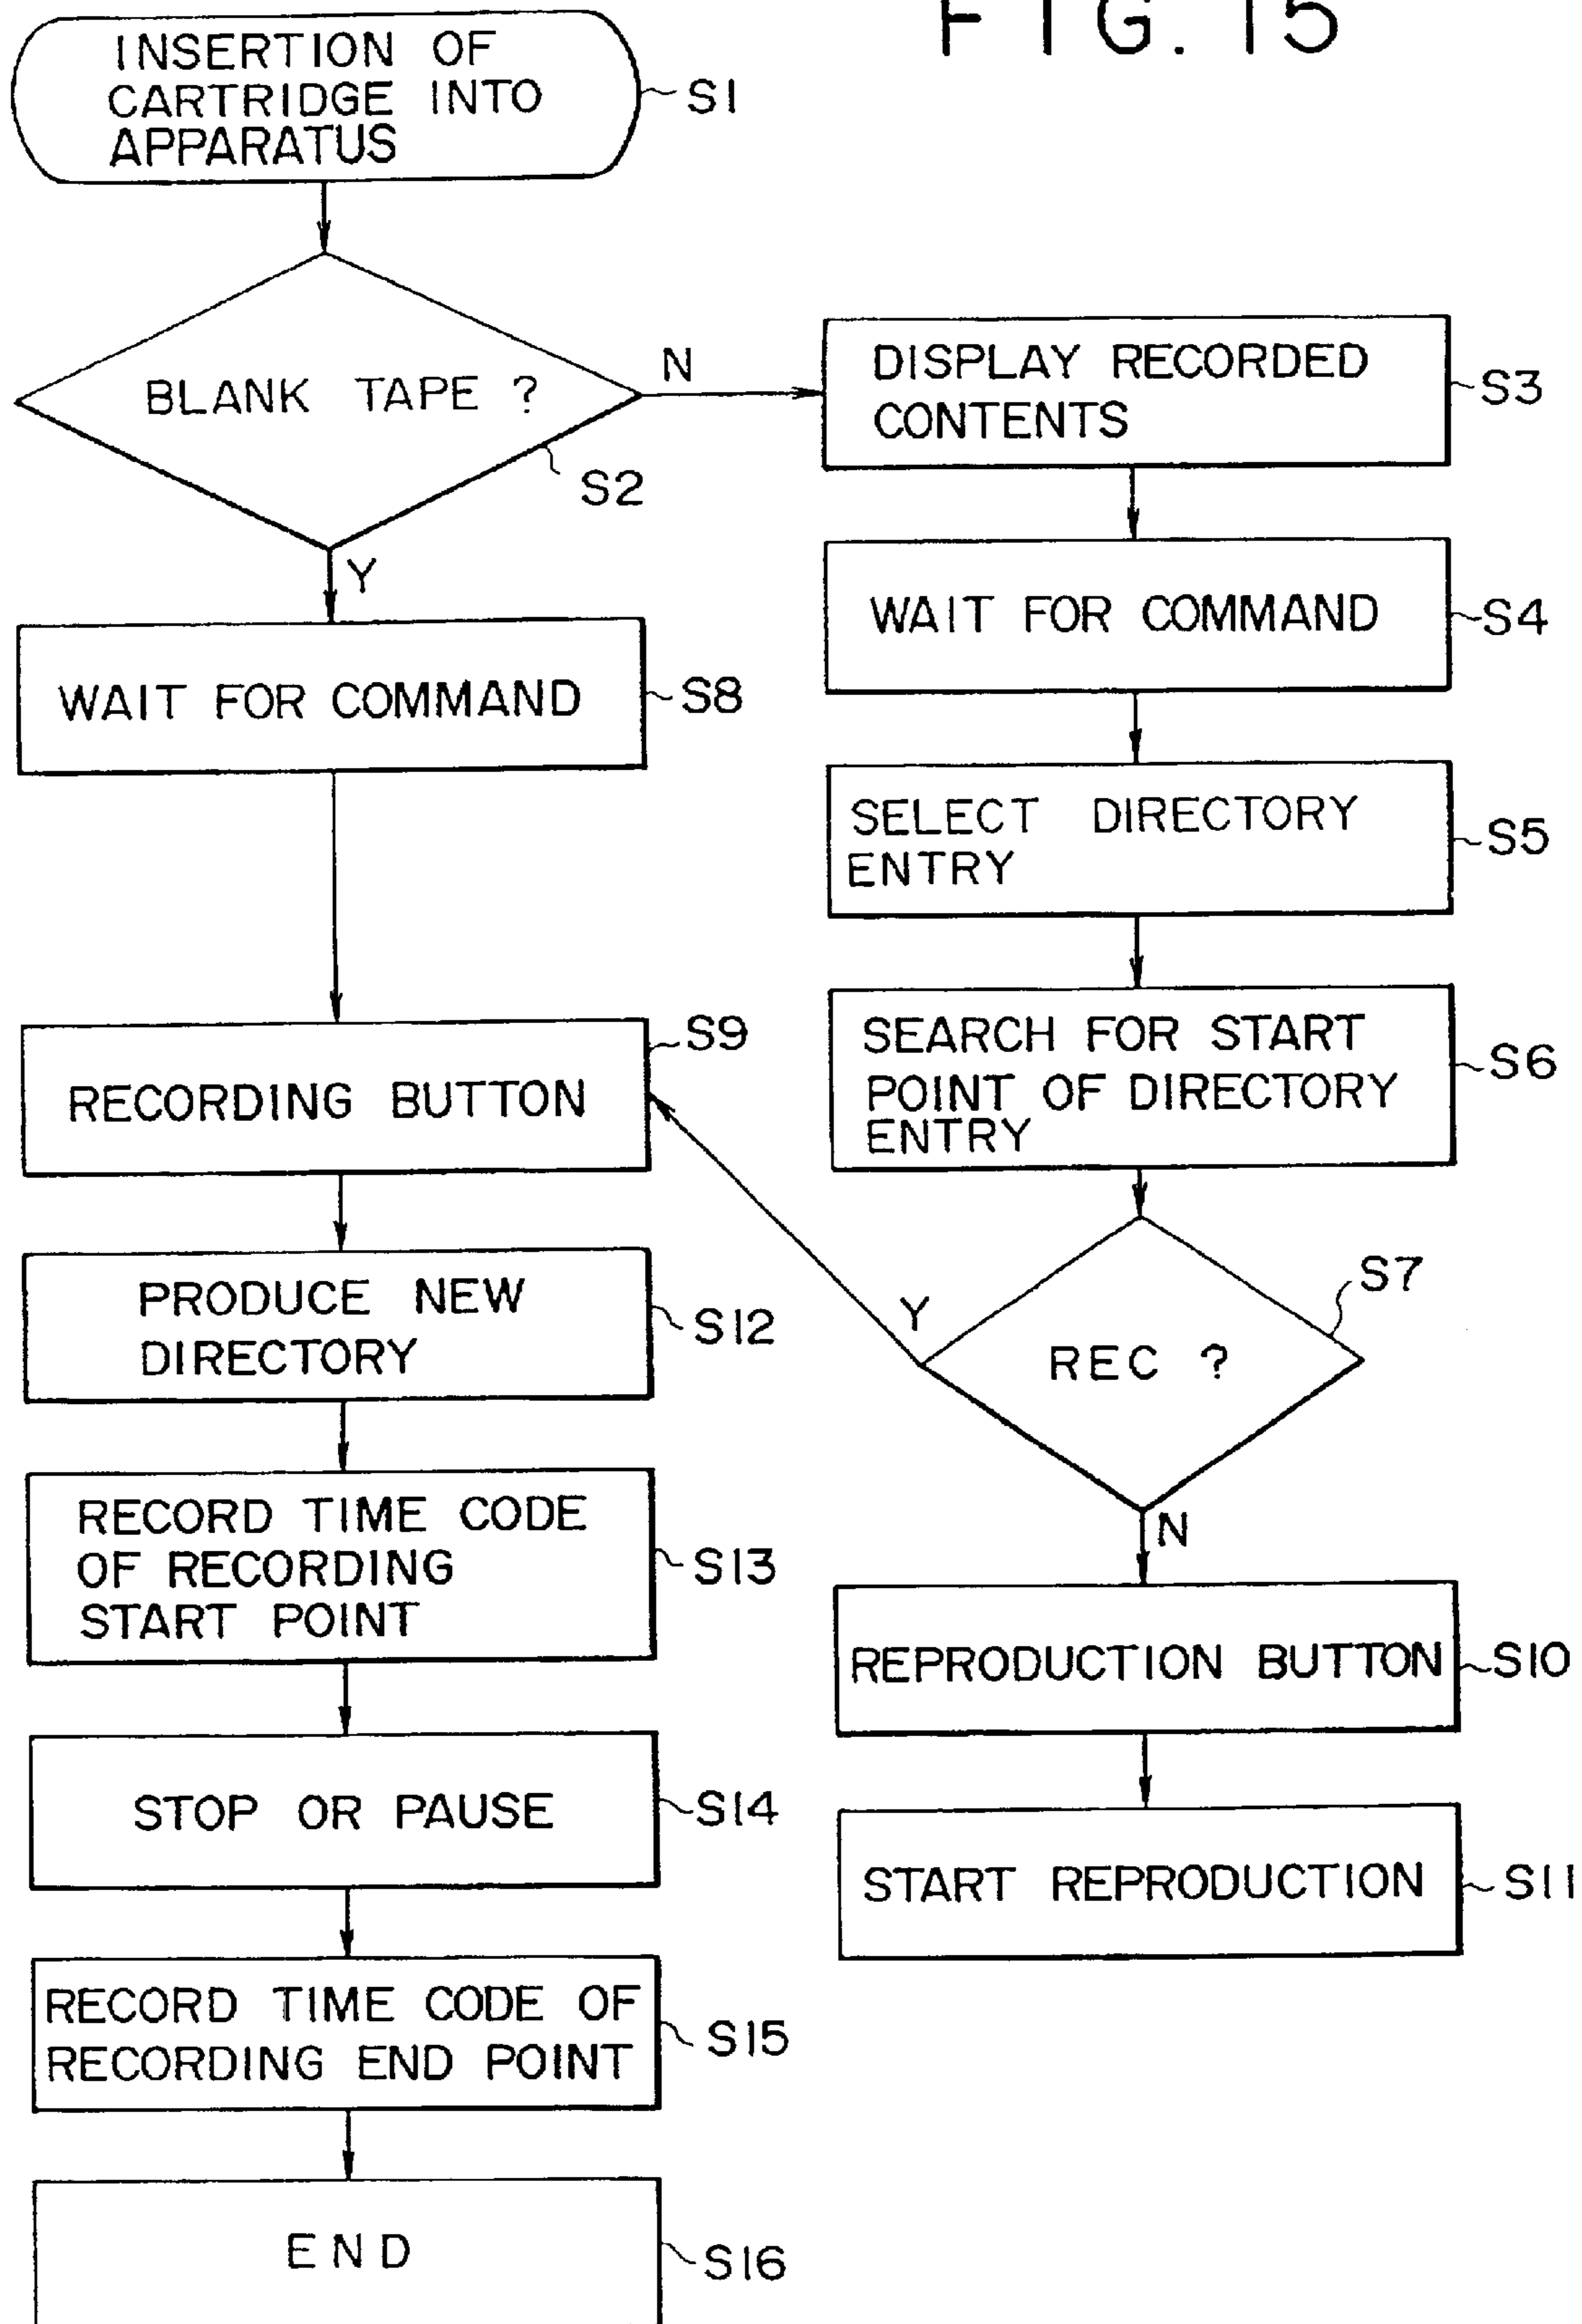 FIG. 15
INSERTION OF
CARTRIDGE INTO
APPARATUS
S1
BLANK TAPE ?
S2
N
Y
DISPLAY RECORDED
CONTENTS
S3
WAIT FOR COMMAND
S4
SELECT DIRECTORY
ENTRY
S5
SEARCH FOR START
POINT OF DIRECTORY
ENTRY
S6
REC ?
S7
Y
N
REPRODUCTION BUTTON
S10
START REPRODUCTION
S11
WAIT FOR COMMAND
S8
RECORDING BUTTON
S9
PRODUCE NEW
DIRECTORY
S12
RECORD TIME CODE
OF RECORDING
START POINT
S13
STOP OR PAUSE
S14
RECORD TIME CODE OF
RECORDING END POINT
S15
END
S16